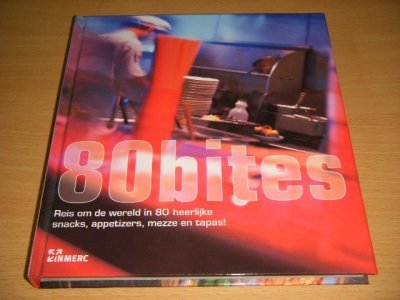 80bites
Reis om de wereld in 80 heerlijke
snacks, appetizers, mezze en tapas!
INMERC